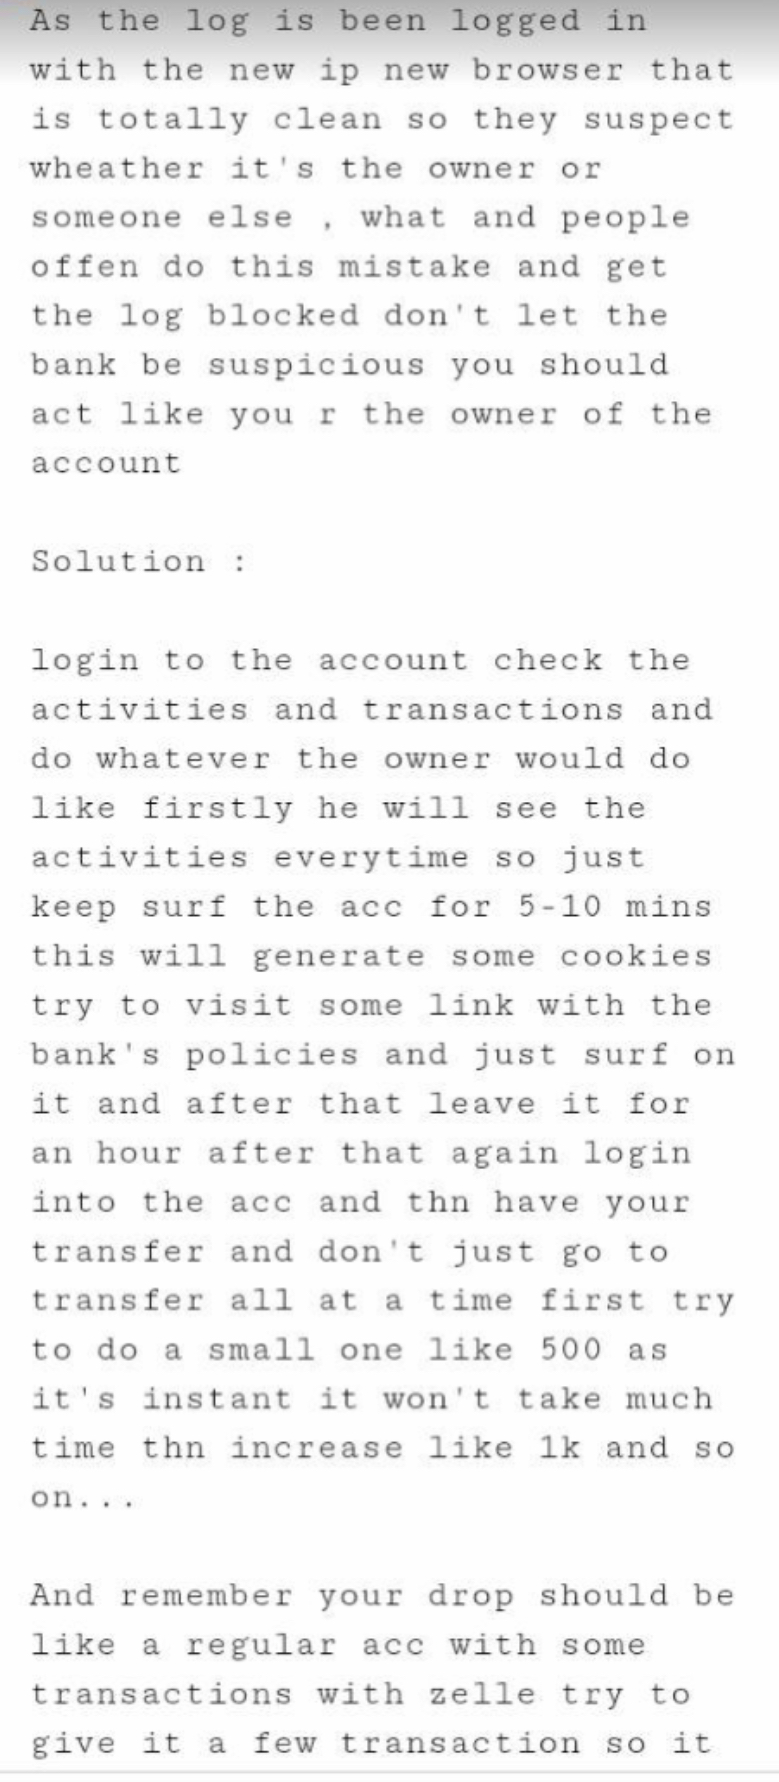 As the log is been logged in
with the new ip new browser that
is totally clean so they suspect
wheather it's the owner or
someone else , what and people
offen do this mistake and get
the log blocked don't let the
bank be suspicious you should
act like you r the owner of the
account
Solution :
login to the account check the
activities and transactions and
do whatever the owner would do
like firstly he will see the
activities everytime so just
keep surf the acc for 5-10 mins
this will generate some cookies
try to visit some link with the
bank's policies and just surf on
it and after that leave it for
an hour after that again login
into the acc and thn have your
transfer and don't just go to
transfer all at a time first try
to do a small one like 500 as
it's instant it won't take much
time thn increase like 1k and so
on...
And remember your drop should be
like a regular acc with some
transactions with zelle try to
give it a few transaction so it